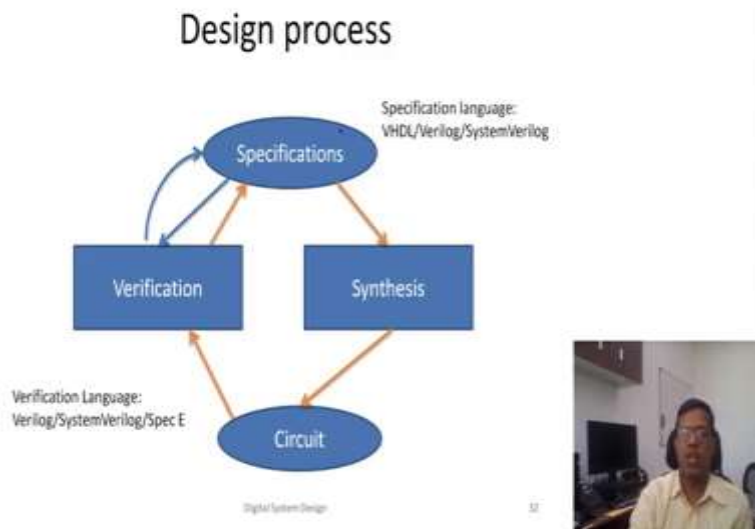 Design process
Specification language:
VHDL/Verilog/SystemVerilog
Specifications
Verification
Synthesis
Verification Language:
Verilog/SystemVerilog/Spec E
Circuit
Digital System Design
32